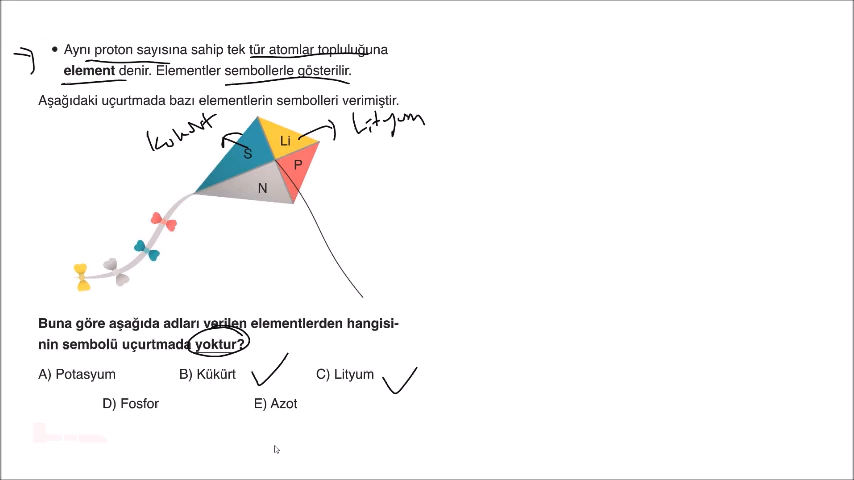 • Aynı proton sayısına sahip tek tür atomlar topluluğuna
element denir. Elementler sembollerle gösterilir.
Aşağıdaki uçurtmada bazı elementlerin sembolleri verimiştir.
Kükürt
Lityum
Li
S
P
N
Buna göre aşağıda adları verilen elementlerden hangisi-
nin sembolü uçurtmada yoktur?
A) Potasyum B) Kükürt C) Lityum
D) Fosfor E) Azot